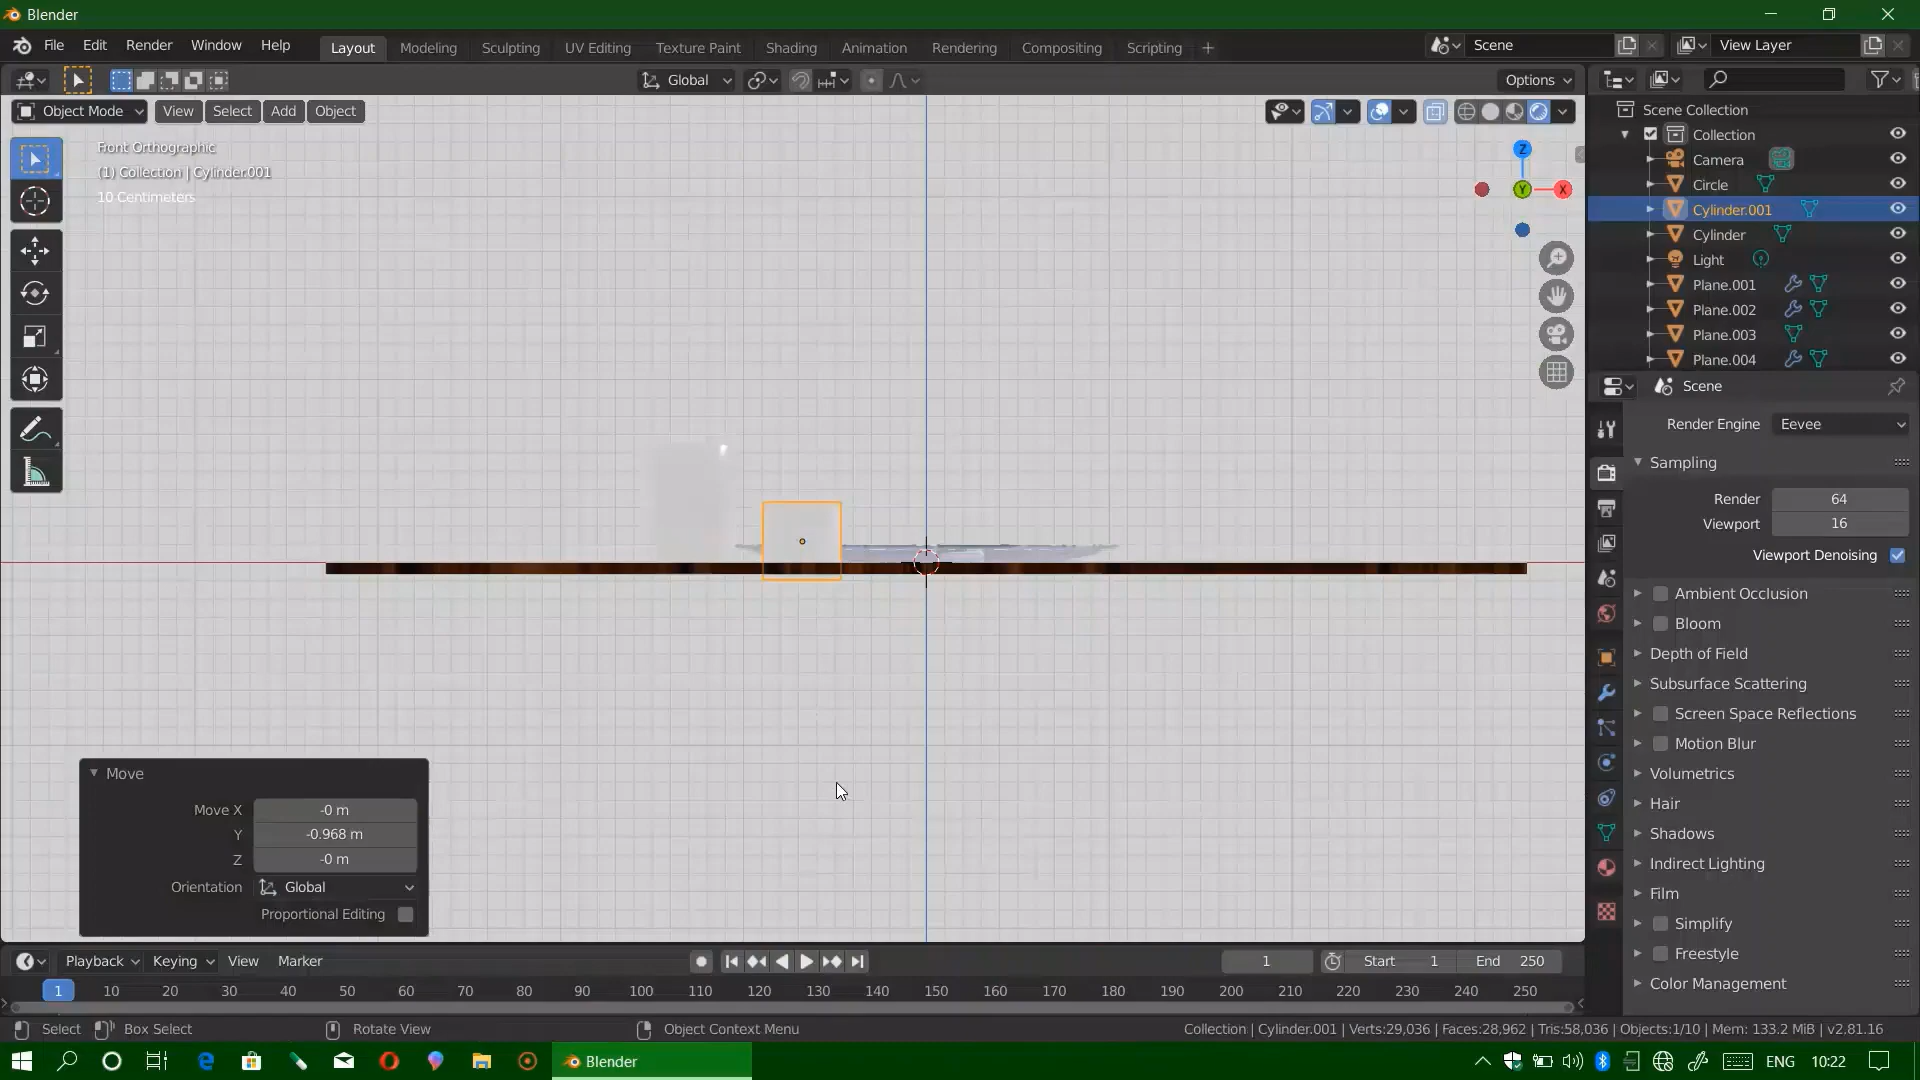 Blender
File Edit Render Window Help Layout Modeling Sculpting UV Editing Texture Paint Shading Animation Rendering Compositing Scripting + Scene View Layer
Global Options
Object Mode View Select Add Object
Front Orthographic
(1) Collection | Cylinder.001
10 Centimeters
Z
Y
X
Scene Collection
Collection
Camera
Circle
Cylinder.001
Cylinder
Light
Plane.001
Plane.002
Plane.003
Plane.004
Scene
Render Engine Eevee
Sampling
Render 64
Viewport 16
Viewport Denoising
Ambient Occlusion
Bloom
Depth of Field
Subsurface Scattering
Screen Space Reflections
Motion Blur
Volumetrics
Hair
Shadows
Indirect Lighting
Film
Simplify
Freestyle
Color Management
Move
Move X -0 m
Y -0.968 m
Z -0 m
Orientation Global
Proportional Editing
Playback Keying View Marker 1 Start 1 End 250
1 10 20 30 40 50 60 70 80 90 100 110 120 130 140 150 160 170 180 190 200 210 220 230 240 250
Select Box Select Rotate View Object Context Menu Collection | Cylinder.001 | Verts:29,036 | Faces:28,962 | Tris:58,036 | Objects:1/10 | Mem: 133.2 MiB | v2.81.16
Blender ENG 10:22